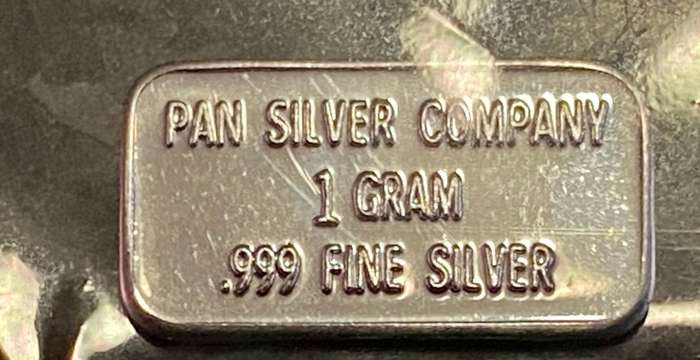 PAN SILVER COMPANY
1 GRAM
.999 FINE SILVER